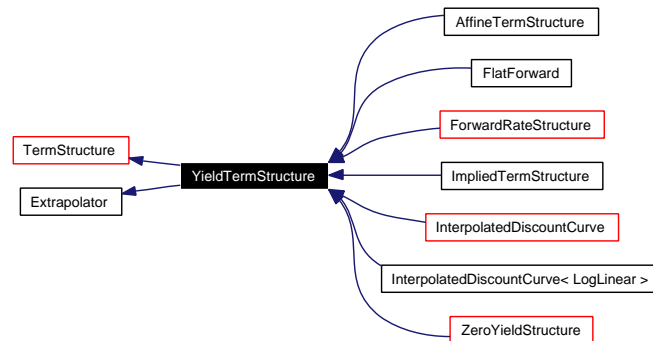 TermStructure
Extrapolator
YieldTermStructure
AffineTermStructure
FlatForward
ForwardRateStructure
ImpliedTermStructure
InterpolatedDiscountCurve
InterpolatedDiscountCurve< LogLinear >
ZeroYieldStructure